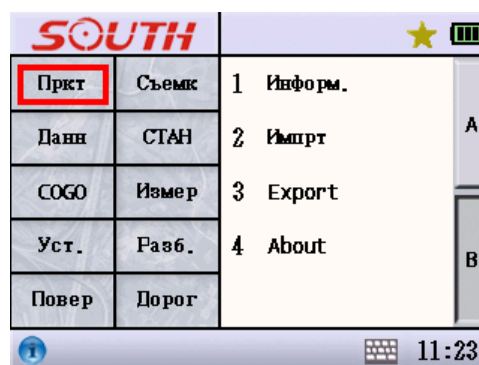 SOUTH
Пркт Съемк 1 Информ.
Данн СТАН 2 Импрт
COGO Измер 3 Export
Уст. Разб. 4 About
Повер Дорог
A
B
11:23